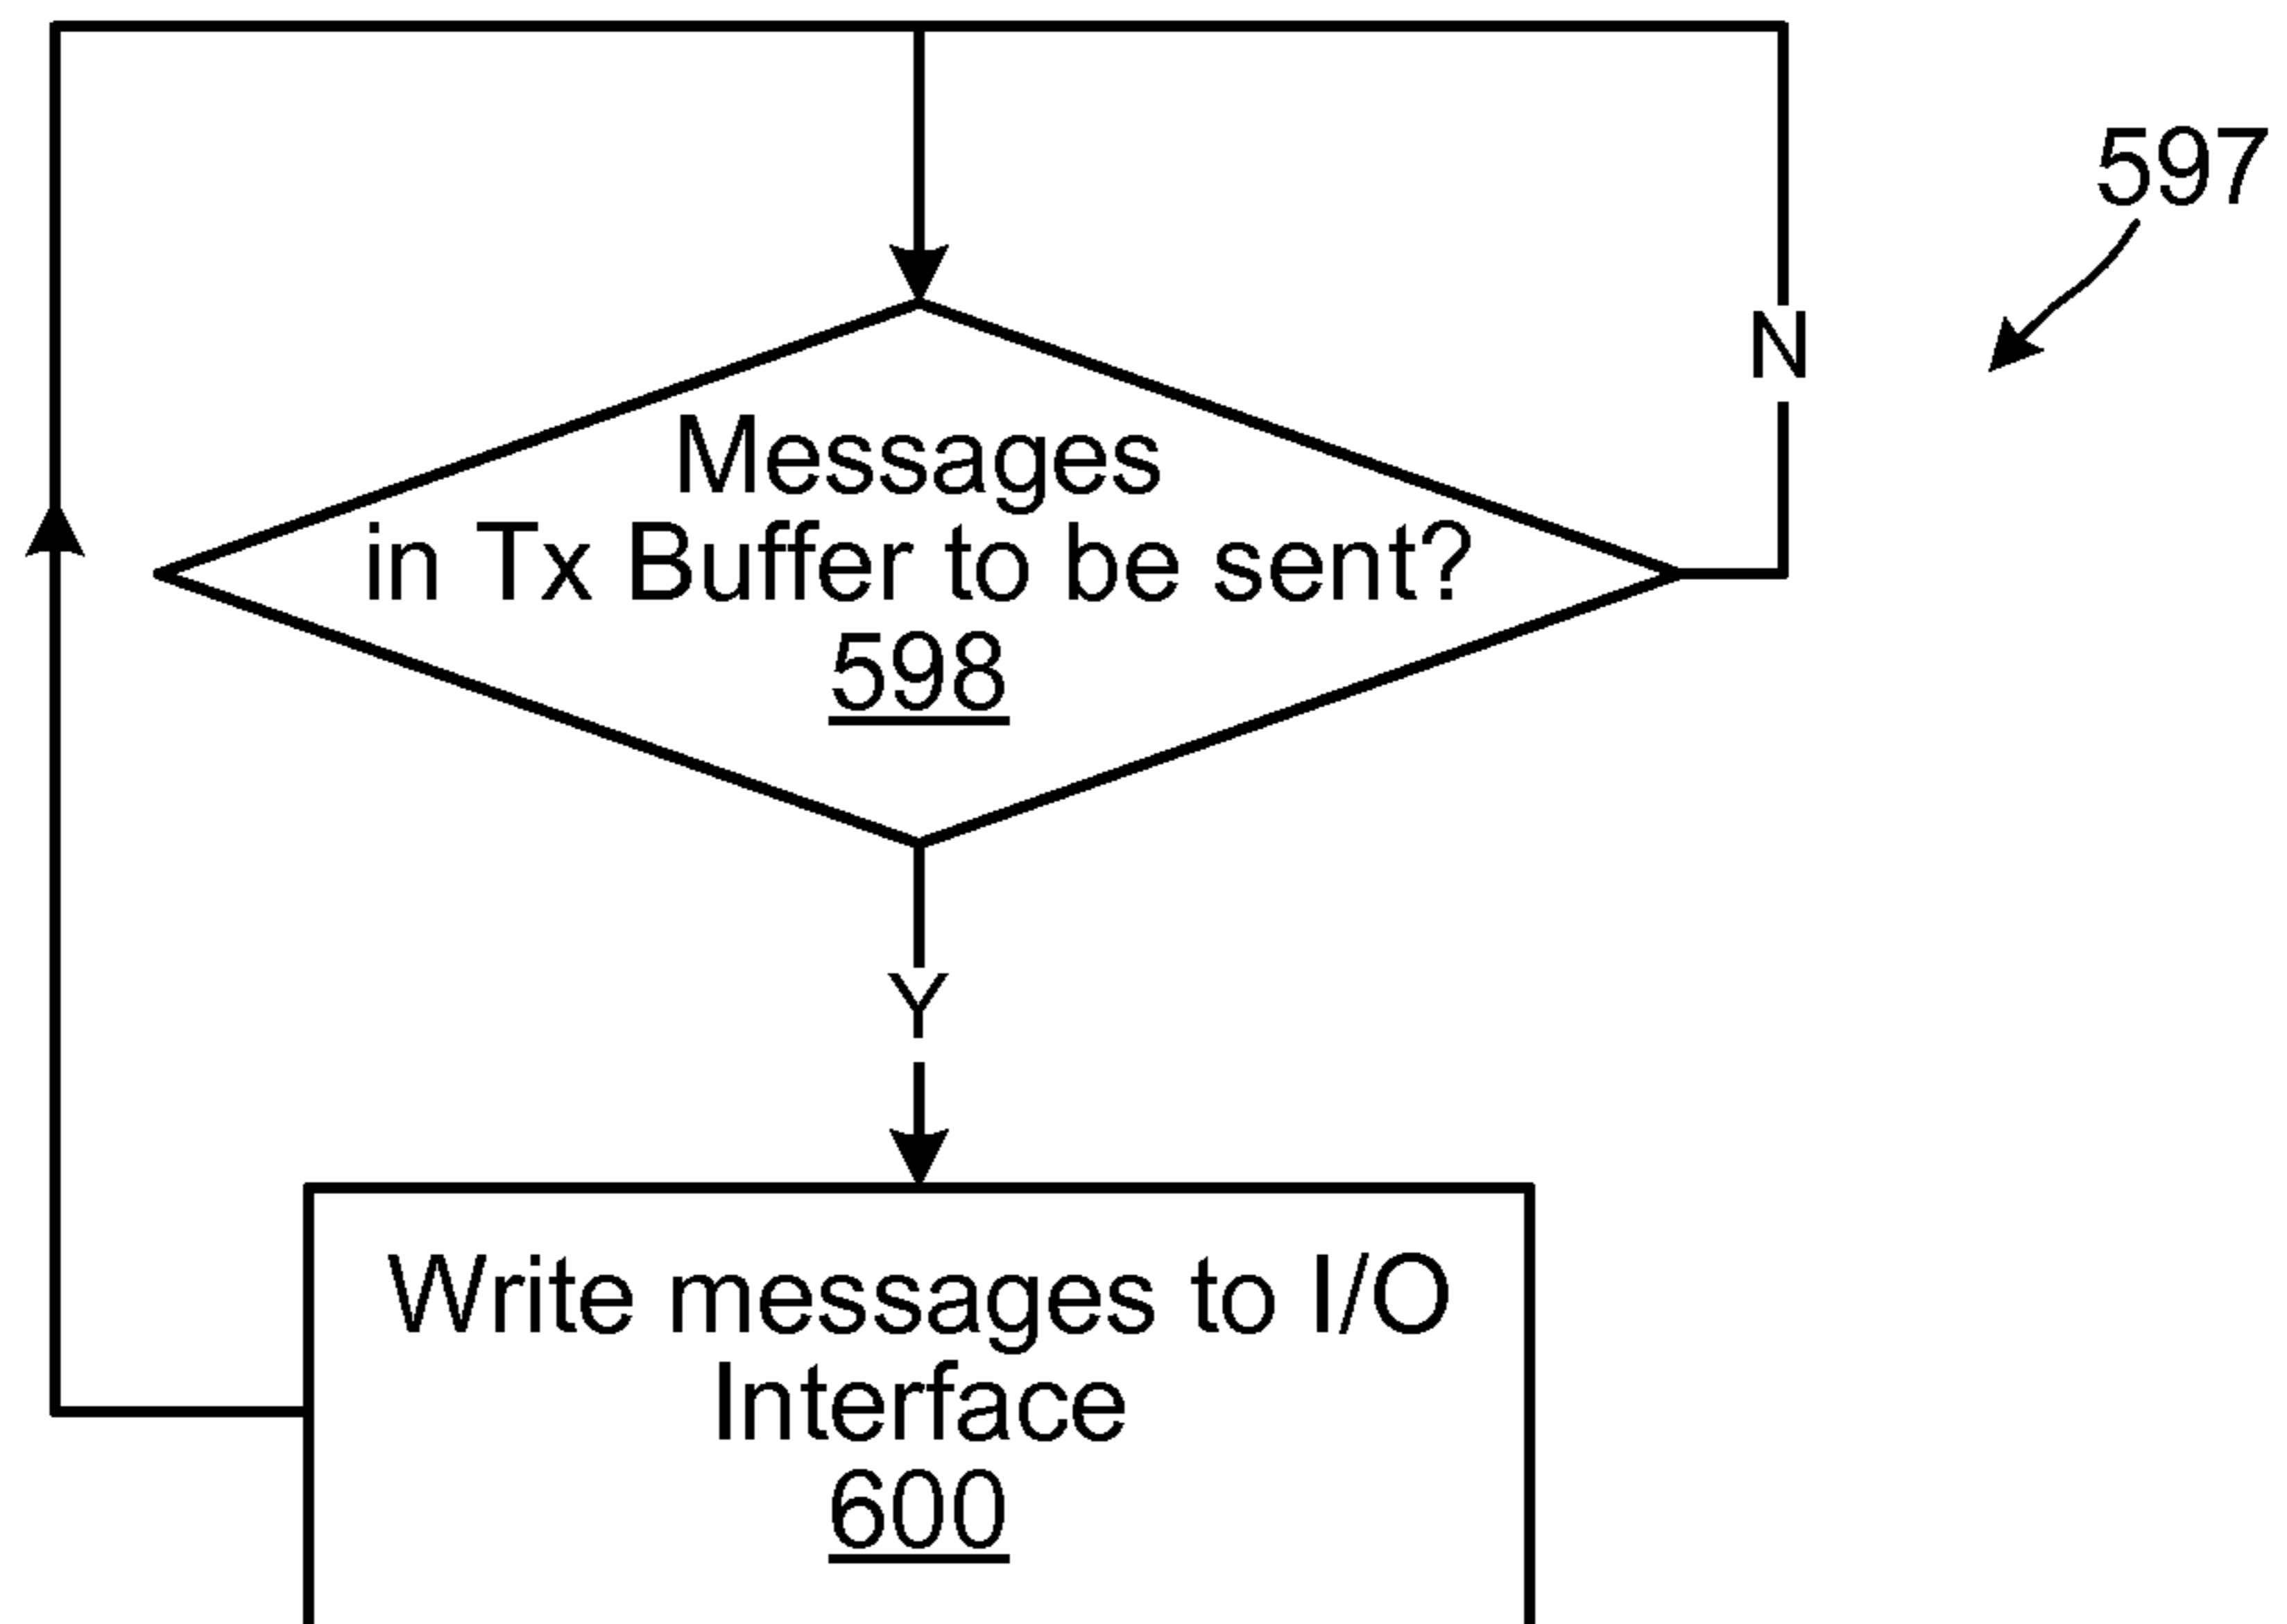 597
N
Messages
in Tx Buffer to be sent?
598
Y
Write messages to I/O
Interface
600